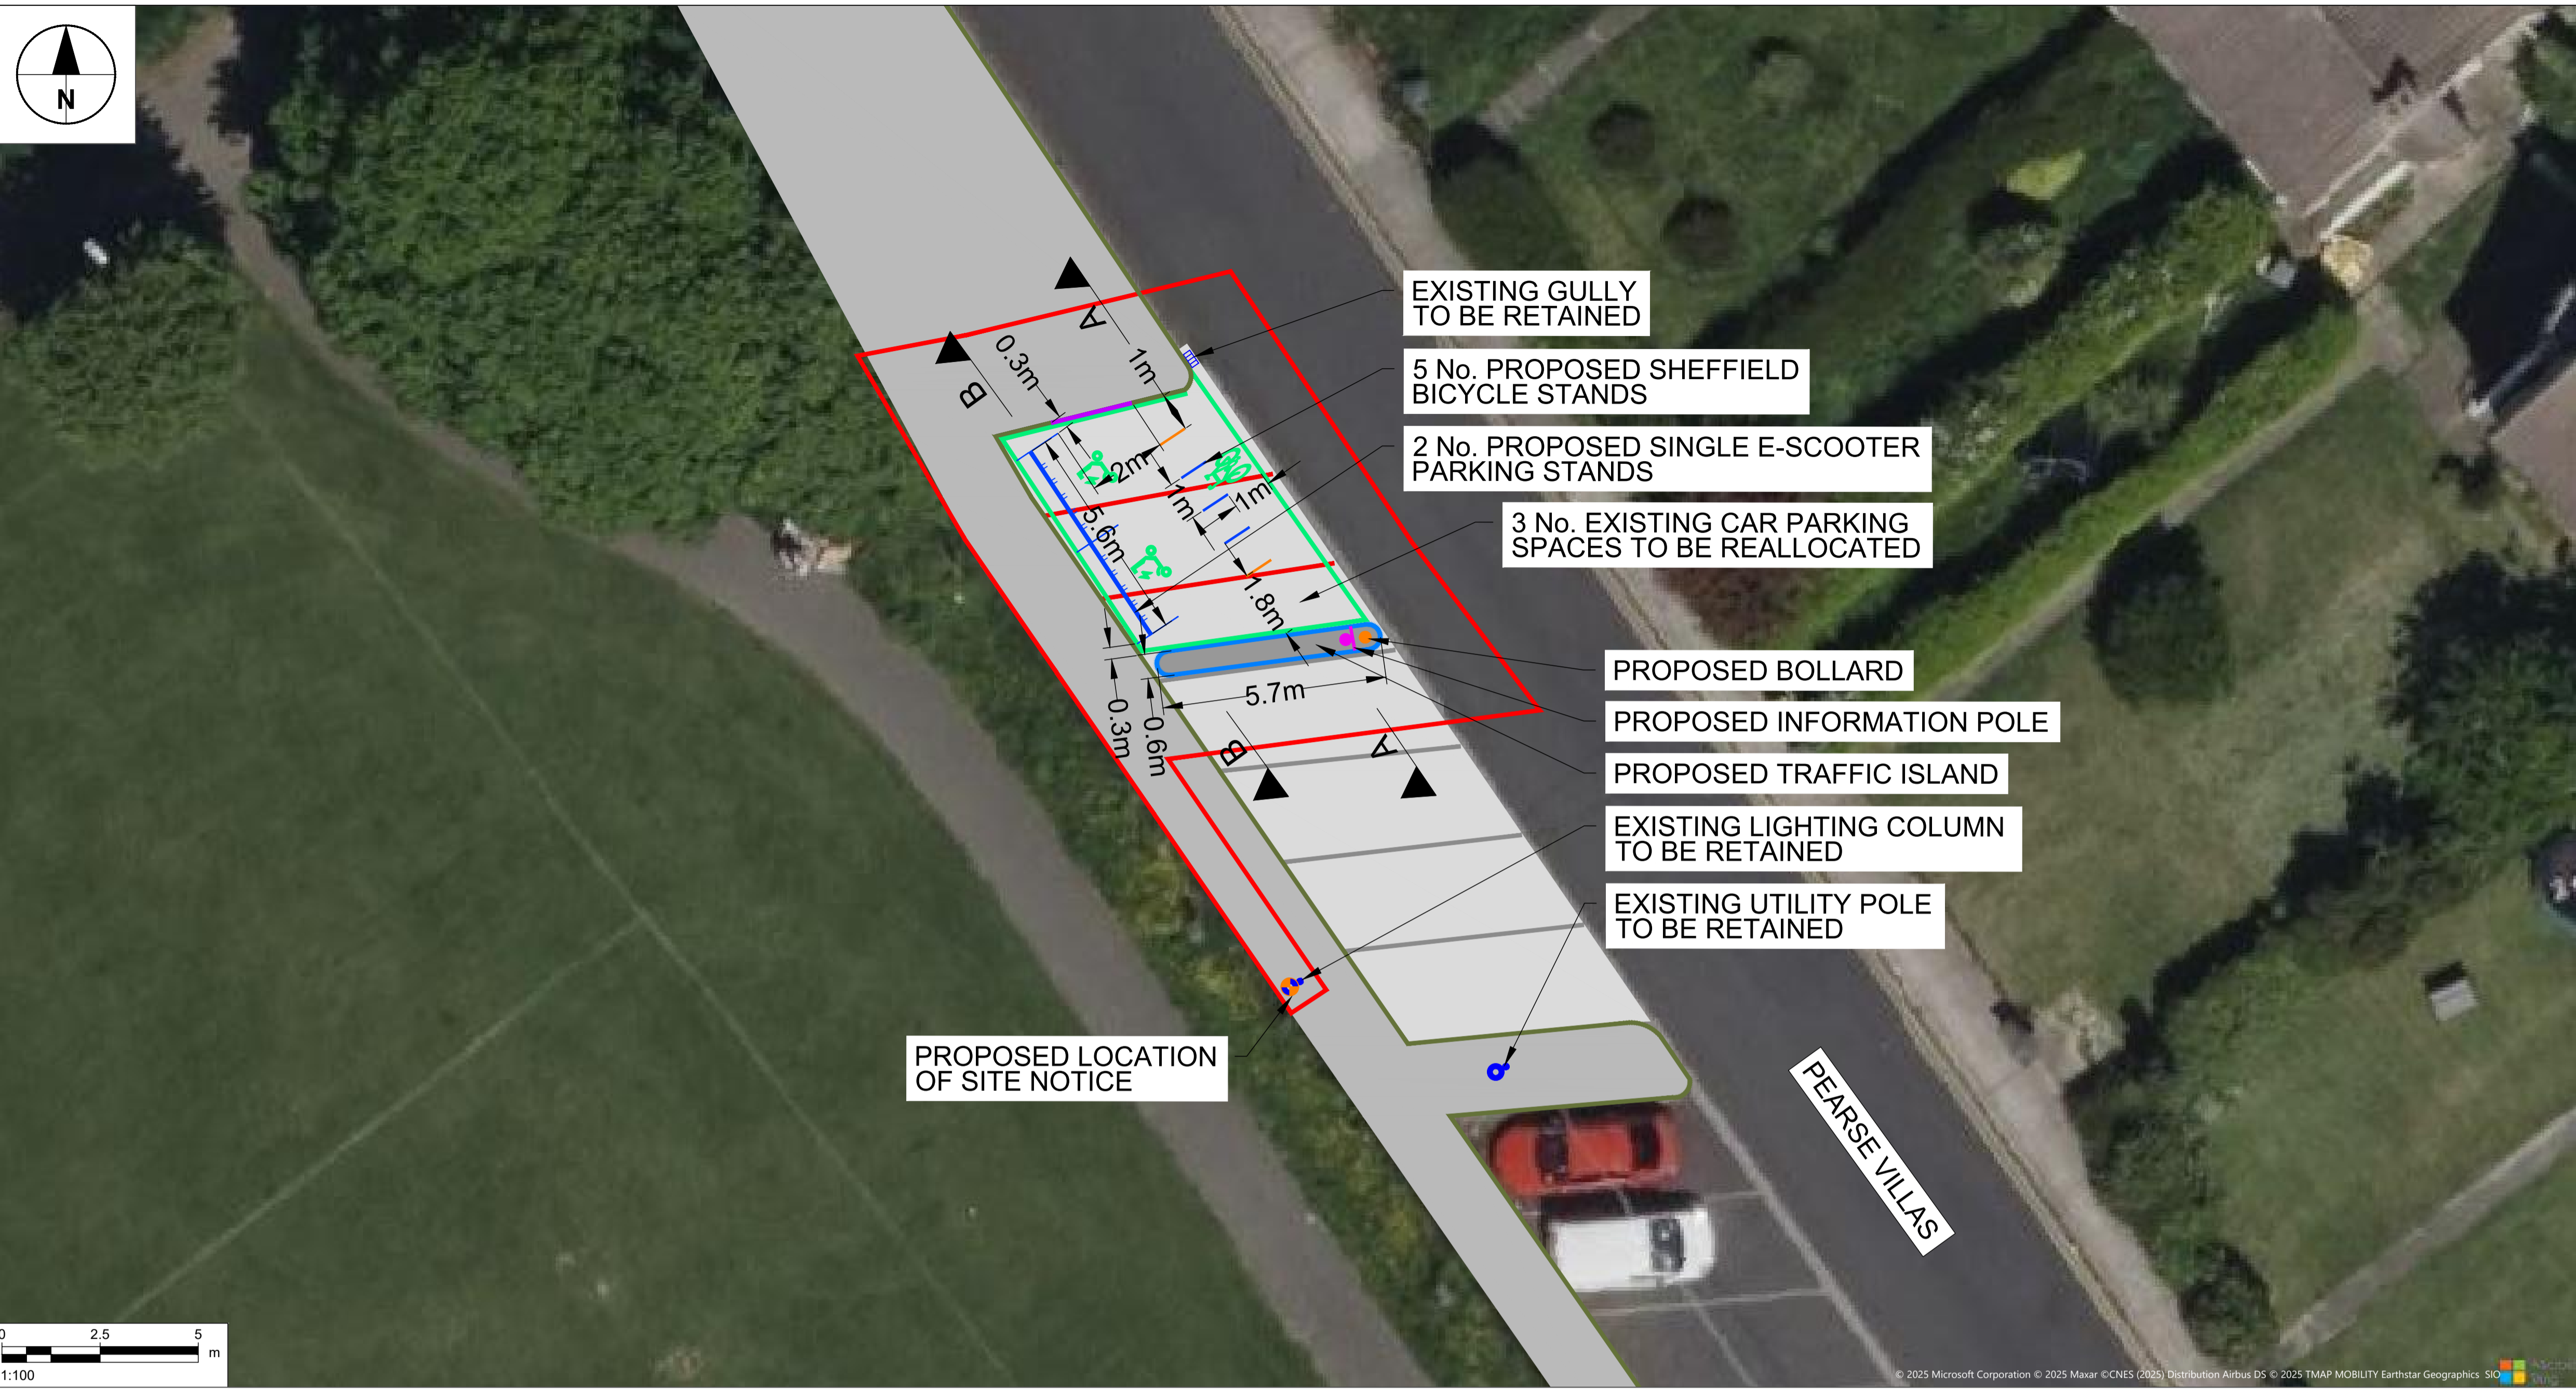 N
EXISTING GULLY
TO BE RETAINED
5 No. PROPOSED SHEFFIELD
BICYCLE STANDS
2 No. PROPOSED SINGLE E-SCOOTER
PARKING STANDS
3 No. EXISTING CAR PARKING
SPACES TO BE REALLOCATED
PROPOSED BOLLARD
PROPOSED INFORMATION POLE
PROPOSED TRAFFIC ISLAND
EXISTING LIGHTING COLUMN
TO BE RETAINED
EXISTING UTILITY POLE
TO BE RETAINED
A
B
0.3m
1m
2m
1m
1m
5.6m
1.8m
5.7m
0.3m
0.6m
B
A
PROPOSED LOCATION
OF SITE NOTICE
PEARSE VILLAS
0 2.5 5
m
1:100
© 2025 Microsoft Corporation © 2025 Maxar ©CNES (2025) Distribution Airbus DS © 2025 TMAP MOBILITY Earthstar Geographics SIO